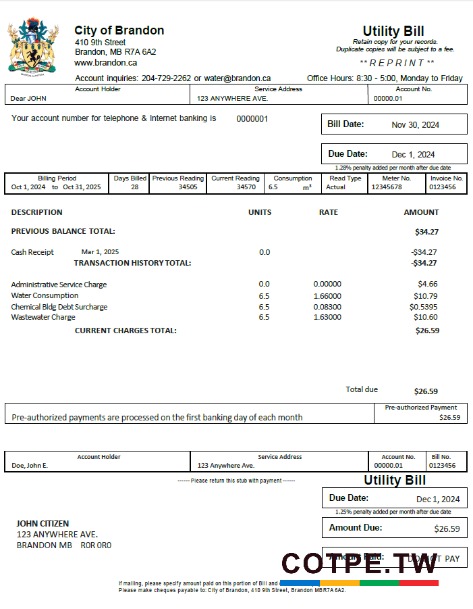 City of Brandon
410 9th Street
Brandon, MB R7A 6A2
www.brandon.ca
Utility Bill
Retain copy for your records.
Duplicate copies will be subject to a fee.
**REPRINT**
Account inquiries: 204-729-2262 or water@brandon.ca
Office Hours: 8:30 - 5:00, Monday to Friday
Account Holder Service Address Account No.
Dear JOHN 123 ANYWHERE AVE. 00000.01
Your account number for telephone & Internet banking is 0000001
Bill Date: Nov 30, 2024
Due Date: Dec 1, 2024
1.28% penalty added per month after due date
Billing Period Days Billed Previous Reading Current Reading Consumption Read Type Meter No. Invoice No.
Oct 1, 2024 to Oct 31, 2025 28 34505 34570 6.5 m³ Actual 12345678 0123456
DESCRIPTION UNITS RATE AMOUNT
PREVIOUS BALANCE TOTAL: $34.27
Cash Receipt Mar 1, 2025 0.0 -$34.27
TRANSACTION HISTORY TOTAL: -$34.27
Administrative Service Charge 0.0 0.00000 $4.66
Water Consumption 6.5 1.66000 $10.79
Chemical Bldg Debt Surcharge 6.5 0.08300 $0.5395
Wastewater Charge 6.5 1.63000 $10.60
CURRENT CHARGES TOTAL: $26.59
Total due $26.59
Pre-authorized payments are processed on the first banking day of each month
Pre-authorized Payment
$26.59
Account Holder Service Address Account No. Bill No.
Doe, John E. 123 Anywhere Ave. 00000.01 0123456
------ Please return this stub with payment ------
Utility Bill
Due Date: Dec 1, 2024
1.25% penalty added per month after due date
Amount Due: $26.59
JOHN CITIZEN
123 ANYWHERE AVE.
BRANDON MB R0R 0R0
Amount Paid: DO NOT PAY
COTPE.TW
If mailing, please specify amount paid on this portion of Bill and
Please make cheques payable to: City of Brandon, 410 9th Street, Brandon MBR7A 6A2